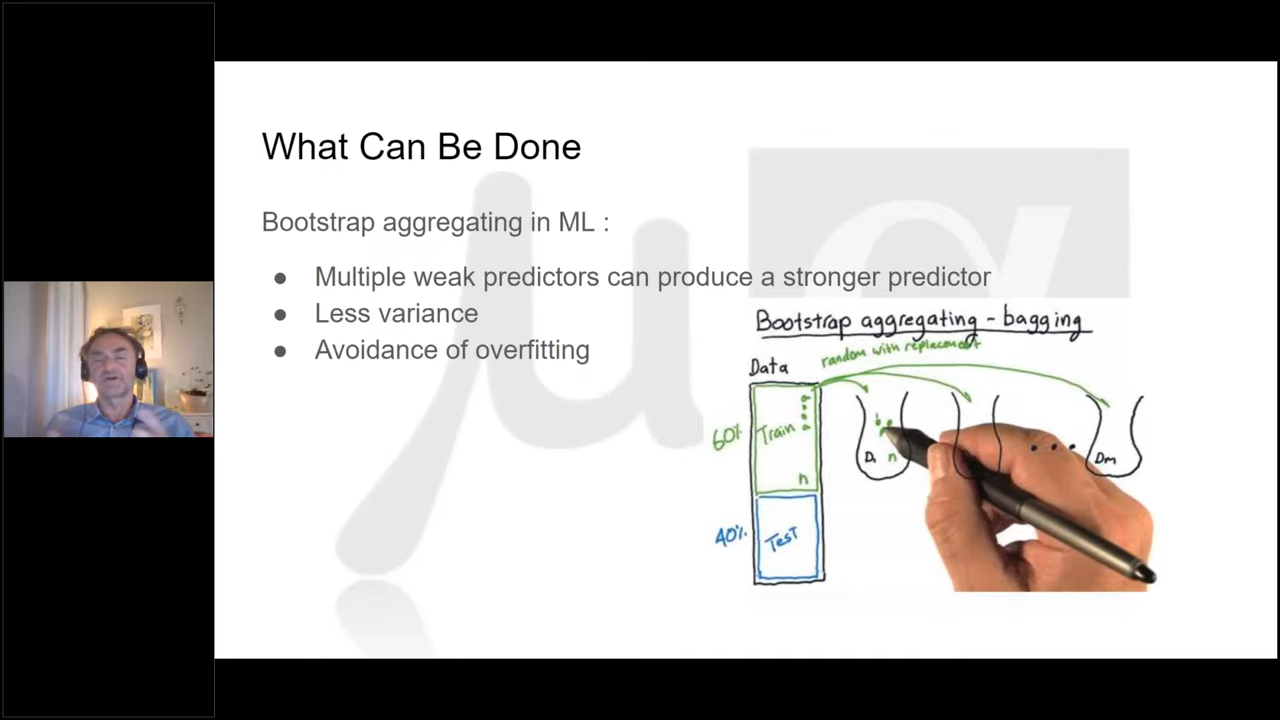 What Can Be Done
Bootstrap aggregating in ML :
● Multiple weak predictors can produce a stronger predictor
● Less variance
● Avoidance of overfitting
Bootstrap aggregating - bagging
random with replacement
Data
60%
Train
n
D₁
n
Dm
40%
Test
μ
α